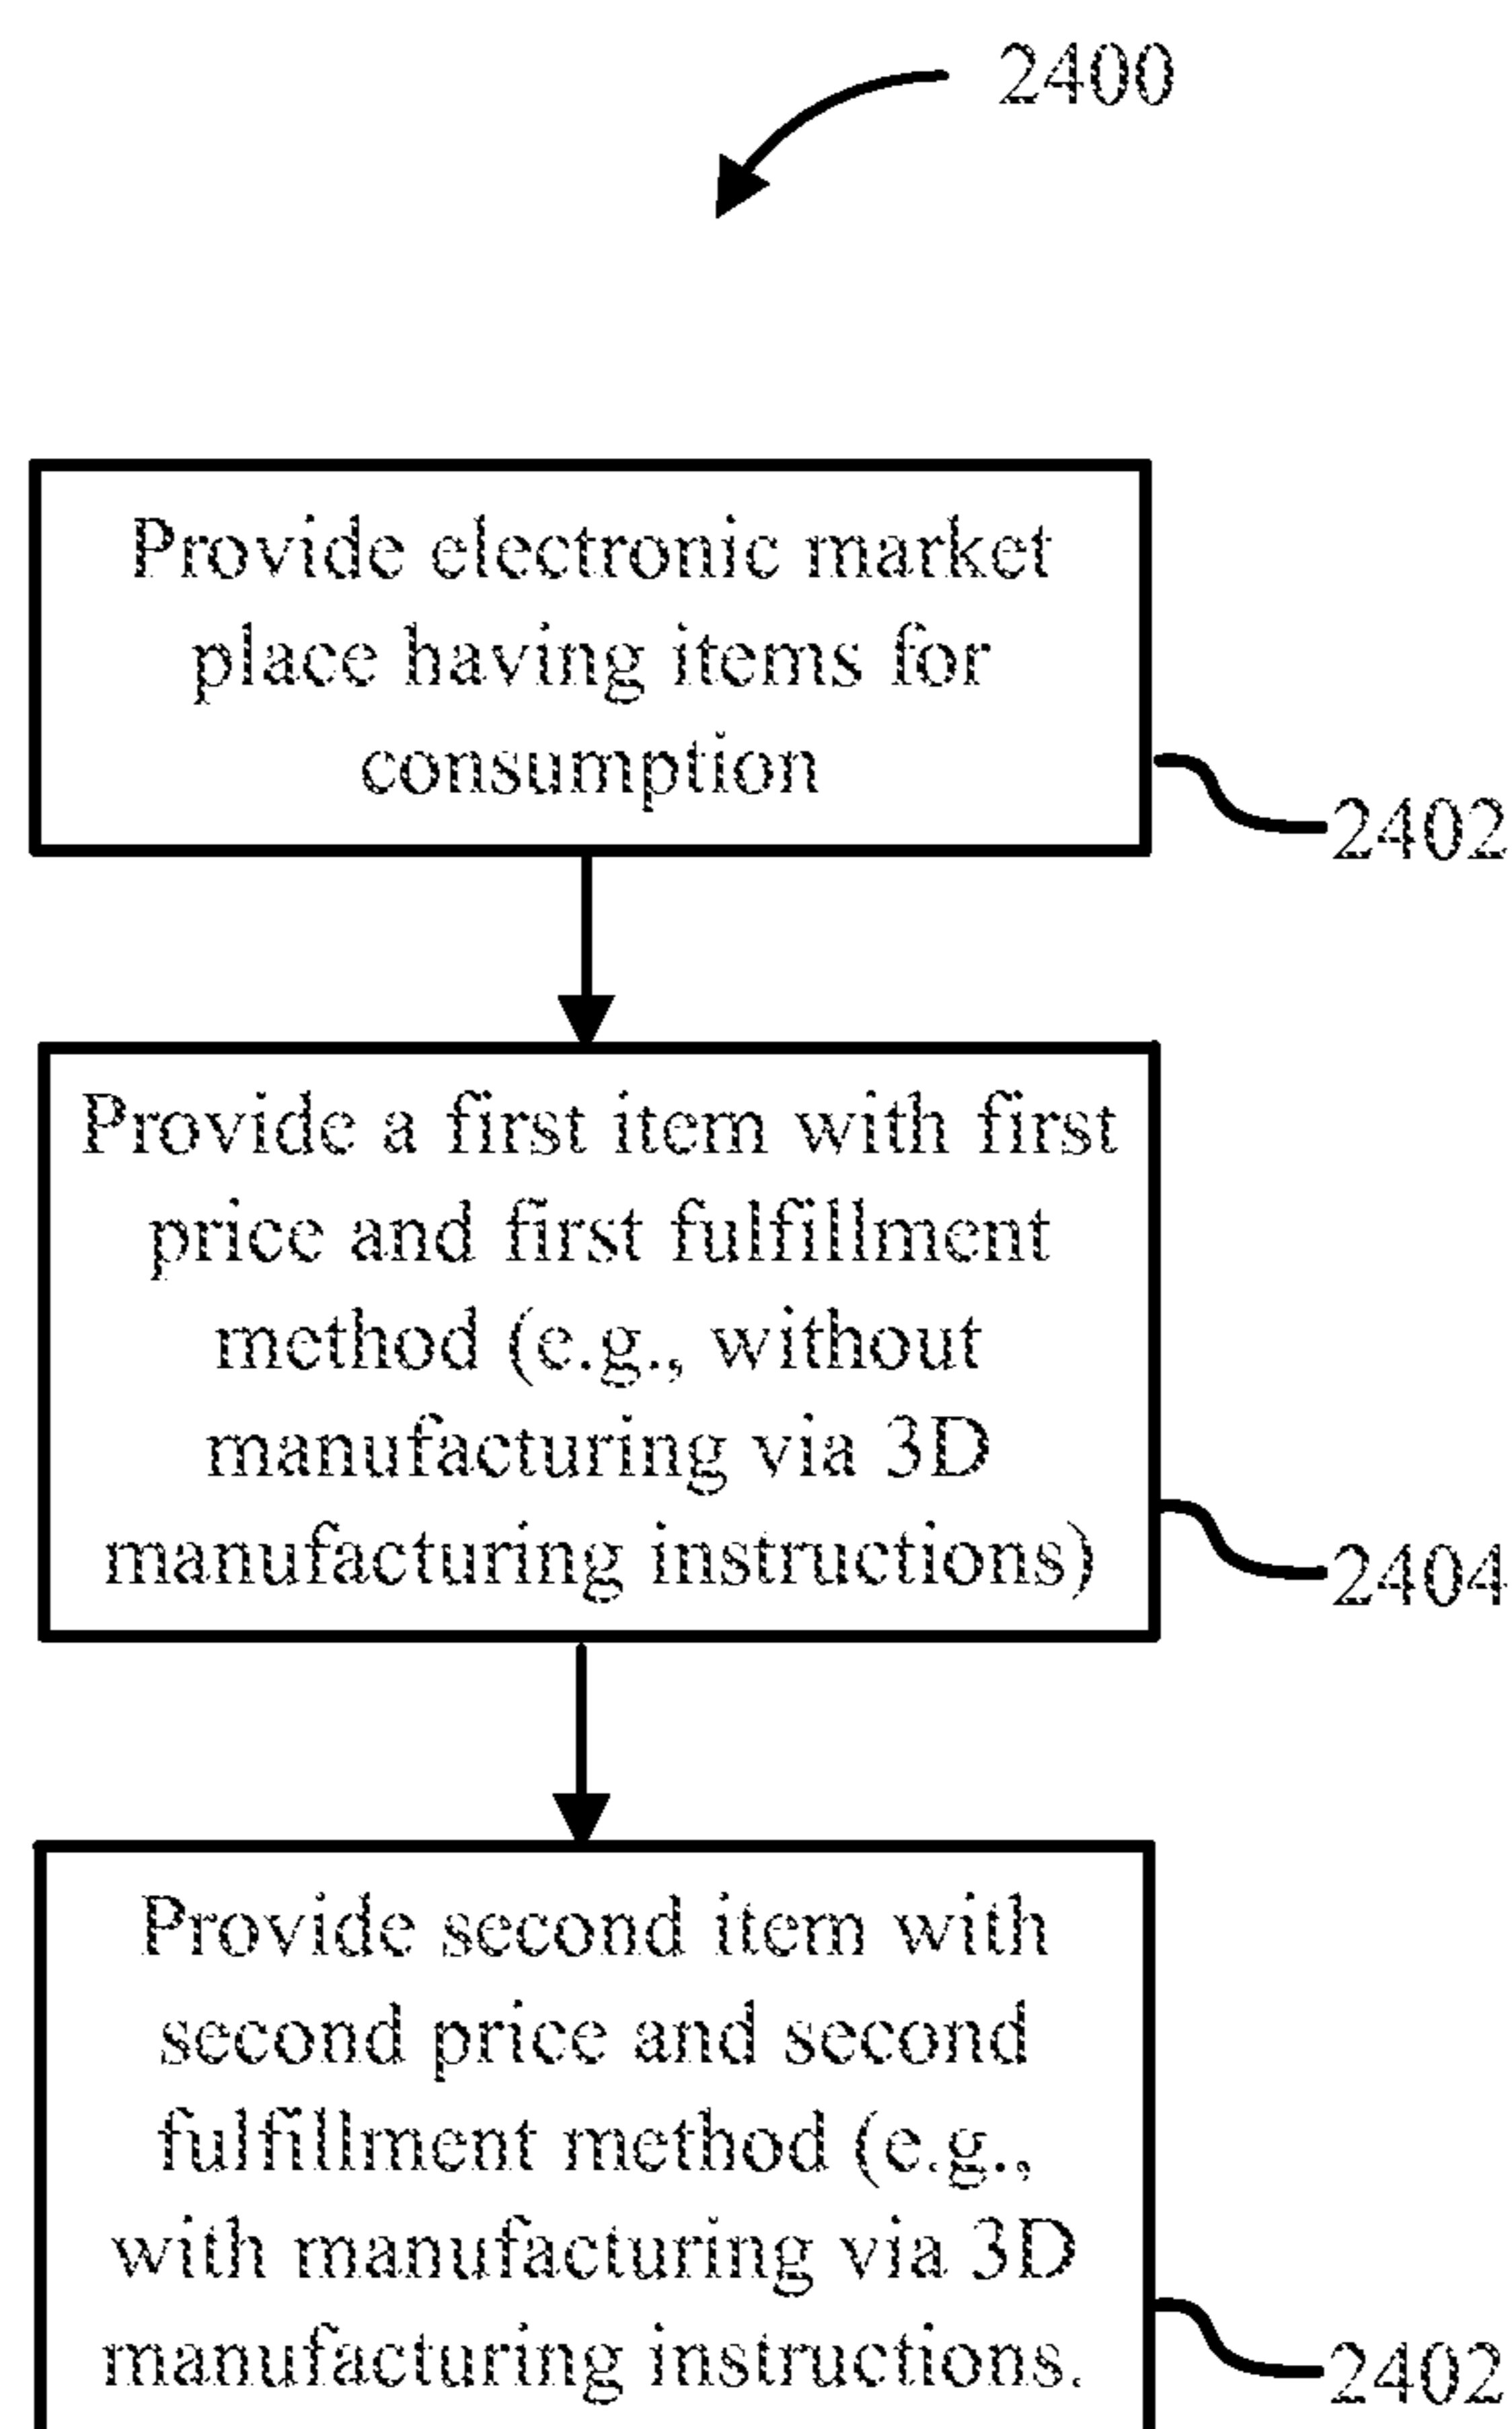 2400
Provide electronic market
place having items for
consumption
2402
Provide a first item with first
price and first fulfillment
method (e.g., without
manufacturing via 3D
manufacturing instructions)
2404
Provide second item with
second price and second
fulfillment method (e.g.,
with manufacturing via 3D
manufacturing instructions.
2402